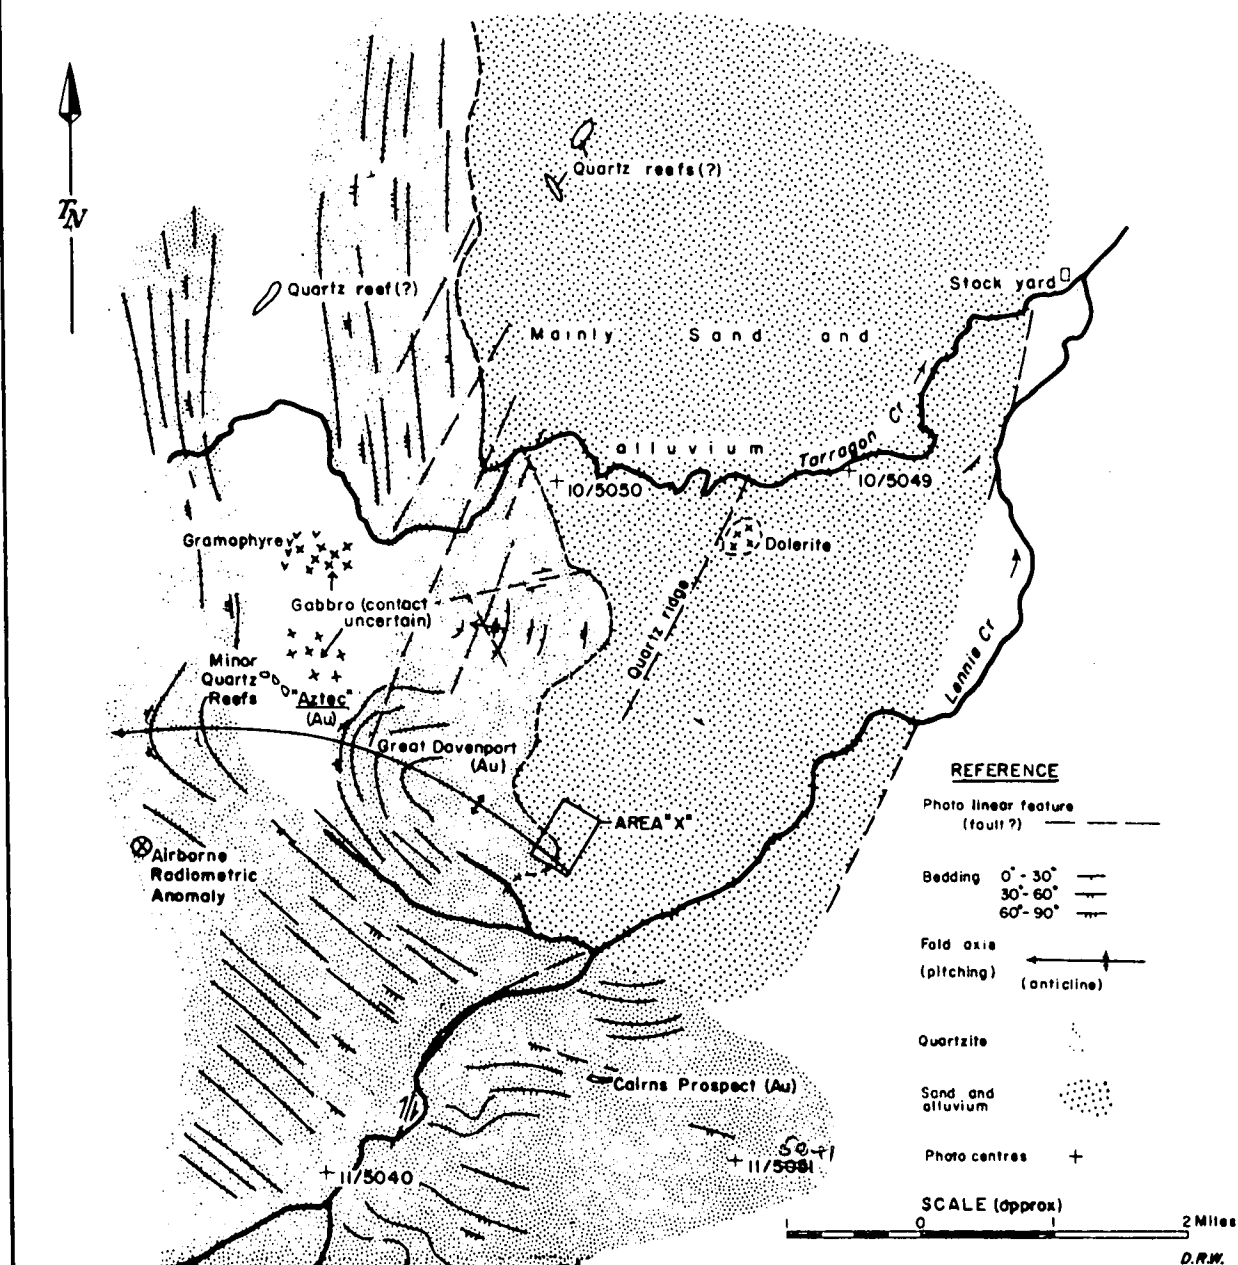 TN
Quartz reefs(?)
Quartz reef(?)
Stock yard
Mainly Sand and
alluvium
Tarragon Cr
10/5050
10/5049
Gramophyre
Dolerite
Gabbro (contact
uncertain)
Quartz ridge
Lennie Cr
Minor
Quartz
Reefs
"Aztec"
(Au)
Great Davenport
(Au)
AREA "X"
Airborne
Radiometric
Anomaly
Cairns Prospect (Au)
11/5040
11/5081
REFERENCE
Photo linear feature
(fault?)
Bedding 0° - 30°
30° - 60°
60° - 90°
Fold axis
(pitching)
(anticline)
Quartzite
Sand and
alluvium
Photo centres
SCALE (approx)
1 0 1 2 Miles
D.R.W.